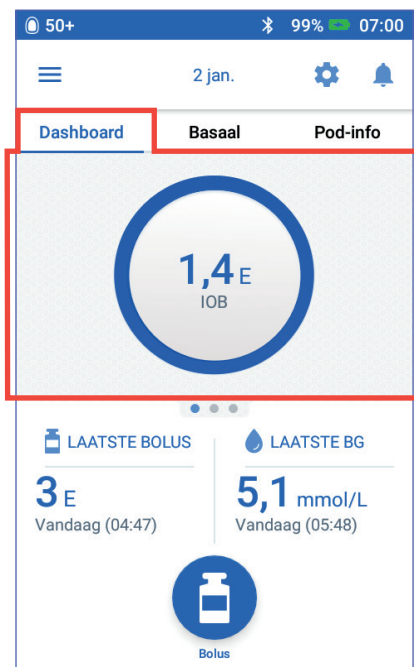 50+ 99% 07:00
2 jan.
Dashboard Basaal Pod-info
1,4 E
IOB
LAATSTE BOLUS LAATSTE BG
3 E 5,1 mmol/L
Vandaag (04:47) Vandaag (05:48)
Bolus